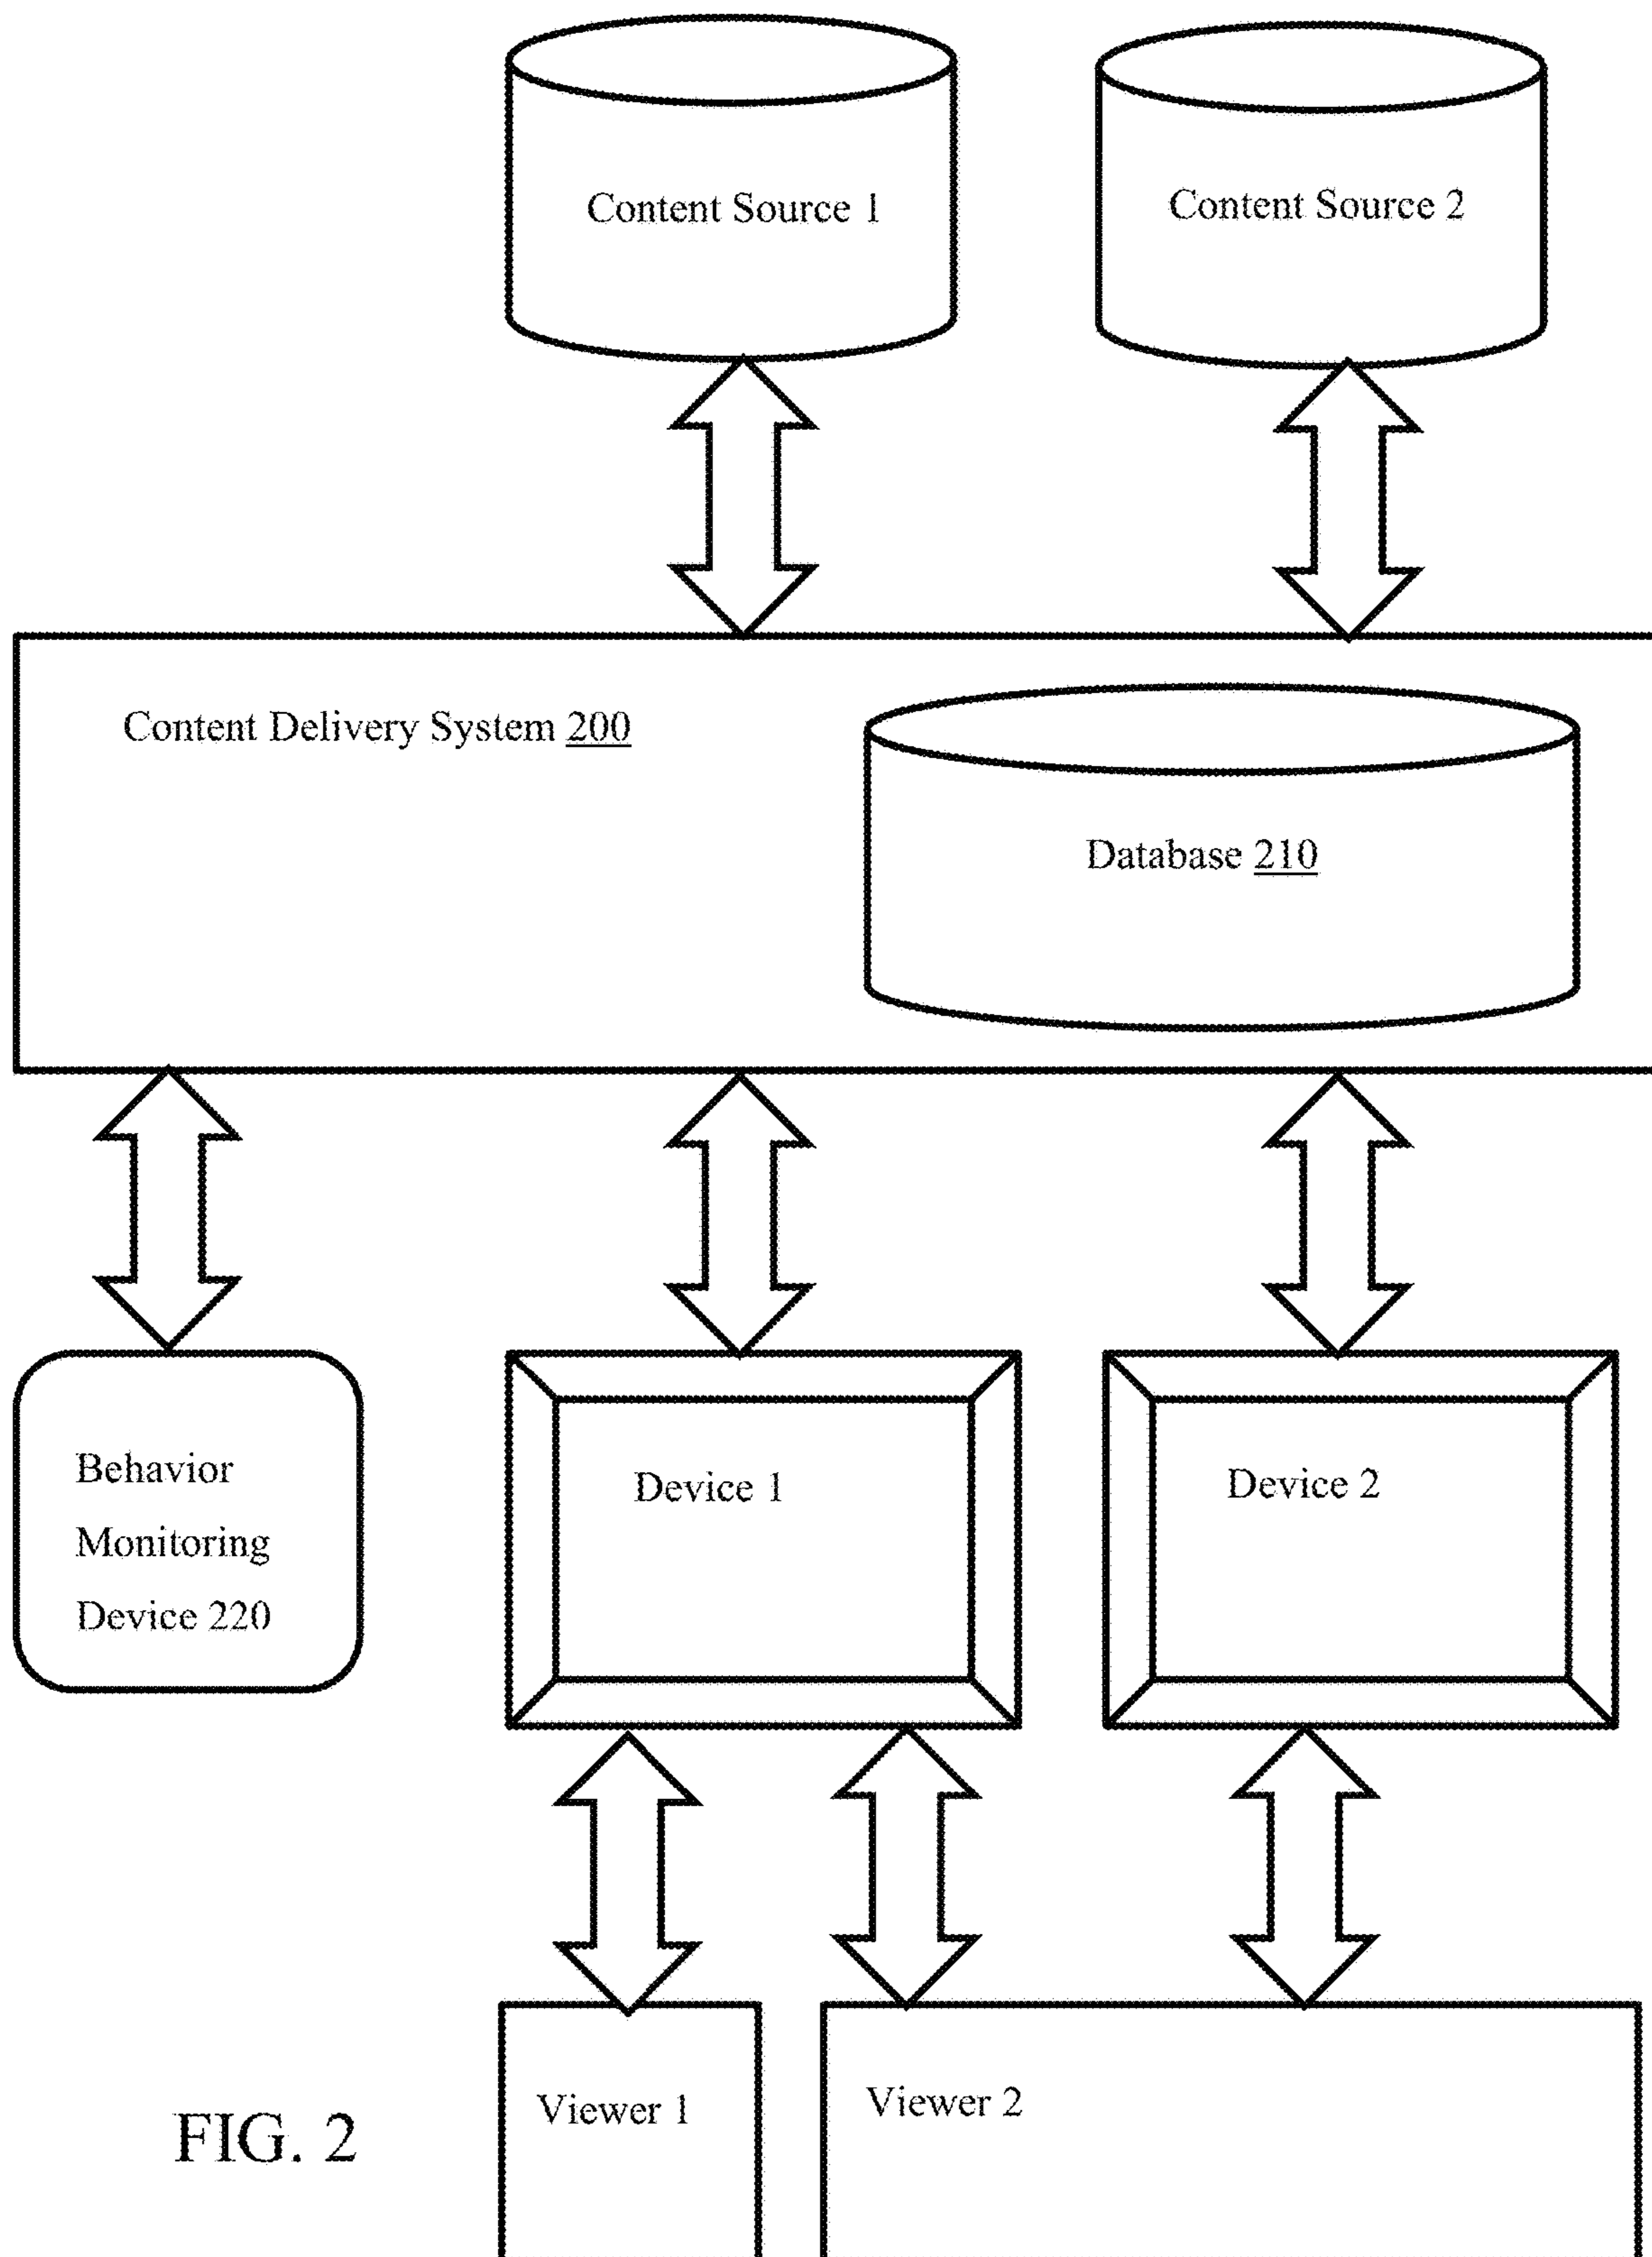 Content Source 1
Content Source 2
Content Delivery System 200
Database 210
Behavior
Monitoring
Device 220
Device 1
Device 2
Viewer 1
Viewer 2
FIG. 2